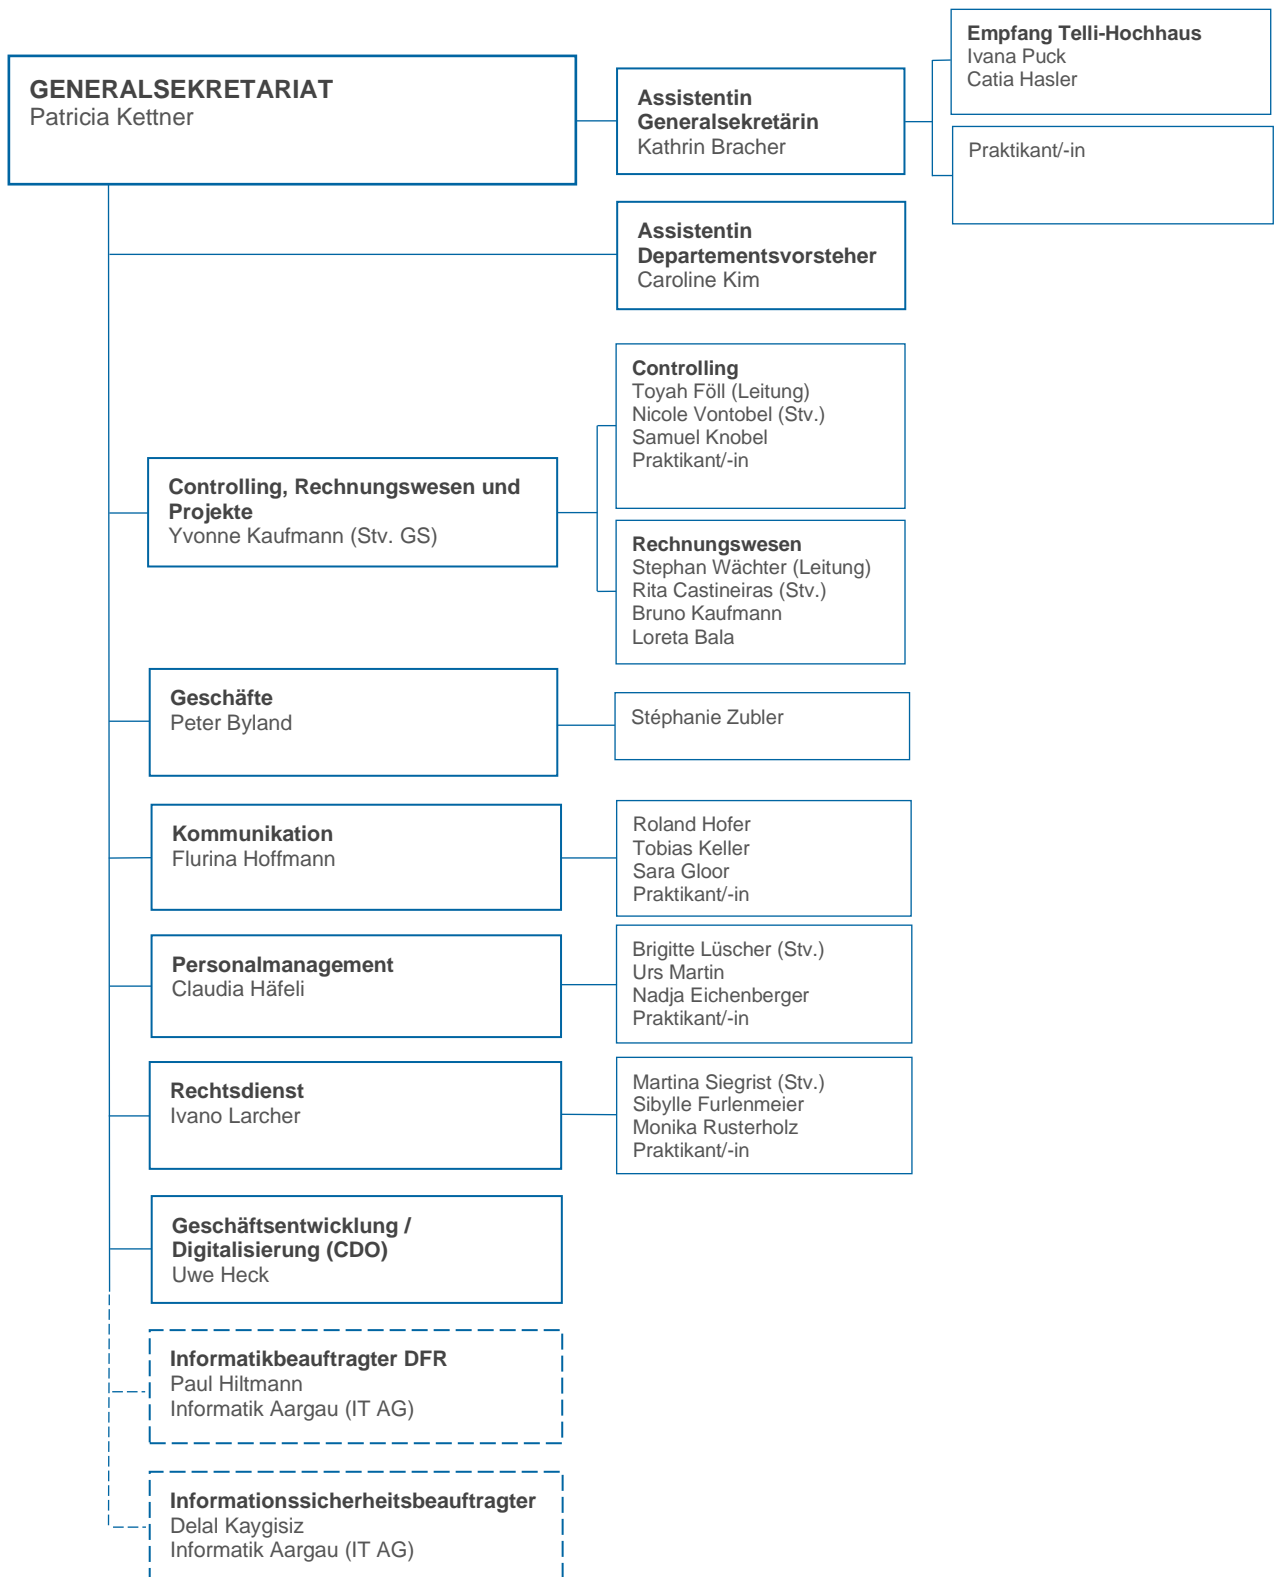 GENERALSEKRETARIAT
Patricia Kettner
Assistentin
Generalsekretärin
Kathrin Bracher
Empfang Telli-Hochhaus
Ivana Puck
Catia Hasler
Praktikant/-in
Assistentin
Departementsvorsteher
Caroline Kim
Controlling, Rechnungswesen und
Projekte
Yvonne Kaufmann (Stv. GS)
Controlling
Toyah Föll (Leitung)
Nicole Vontobel (Stv.)
Samuel Knobel
Praktikant/-in
Rechnungswesen
Stephan Wächter (Leitung)
Rita Castineiras (Stv.)
Bruno Kaufmann
Loreta Bala
Geschäfte
Peter Byland
Stéphanie Zubler
Kommunikation
Flurina Hoffmann
Roland Hofer
Tobias Keller
Sara Gloor
Praktikant/-in
Personalmanagement
Claudia Häfeli
Brigitte Lüscher (Stv.)
Urs Martin
Nadja Eichenberger
Praktikant/-in
Rechtsdienst
Ivano Larcher
Martina Siegrist (Stv.)
Sibylle Furlenmeier
Monika Rusterholz
Praktikant/-in
Geschäftsentwicklung /
Digitalisierung (CDO)
Uwe Heck
Informatikbeauftragter DFR
Paul Hiltmann
Informatik Aargau (IT AG)
Informationssicherheitsbeauftragter
Delal Kaygisiz
Informatik Aargau (IT AG)